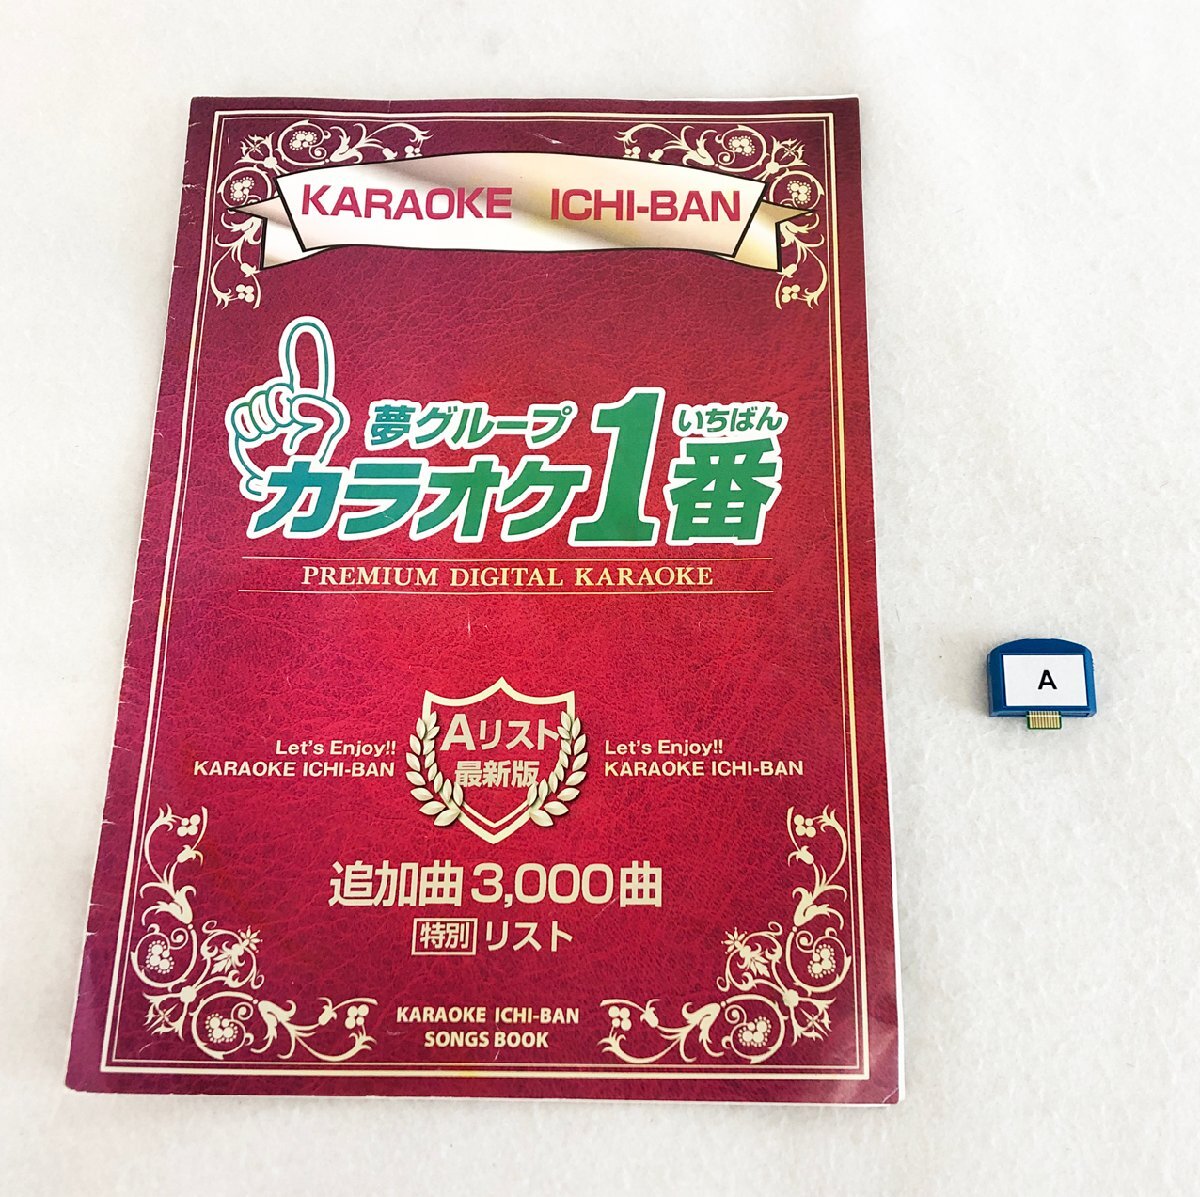 KARAOKE ICHI-BAN
夢グループ
いちばん
カラオケ1番
PREMIUM DIGITAL KARAOKE
Aリスト
最新版
Let's Enjoy!!
KARAOKE ICHI-BAN
Let's Enjoy!!
KARAOKE ICHI-BAN
追加曲3,000曲
特別リスト
KARAOKE ICHI-BAN
SONGS BOOK
A